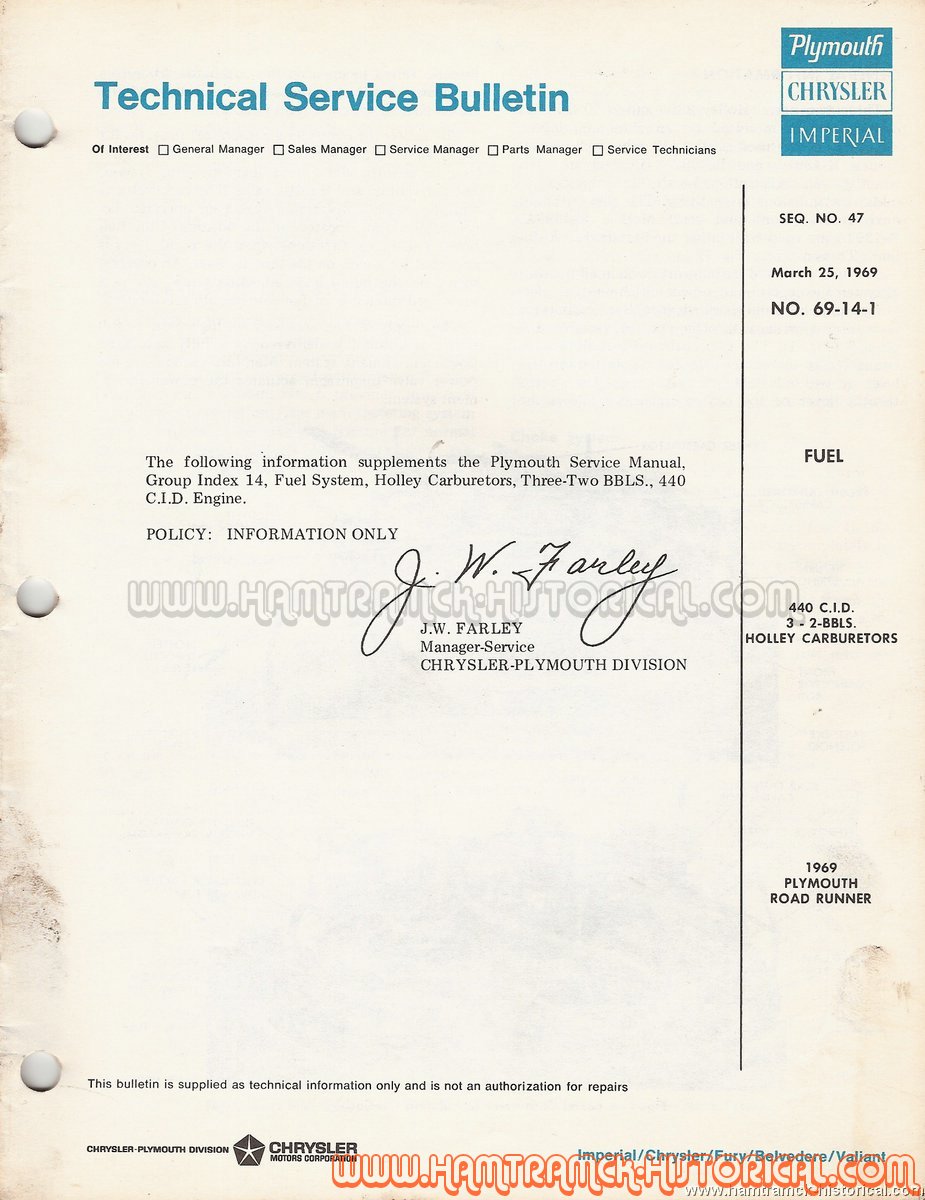 Plymouth
CHRYSLER
IMPERIAL
Technical Service Bulletin
Of Interest □ General Manager □ Sales Manager □ Service Manager □ Parts Manager □ Service Technicians
SEQ. NO. 47
March 25, 1969
NO. 69-14-1
FUEL
The following information supplements the Plymouth Service Manual,
Group Index 14, Fuel System, Holley Carburetors, Three-Two BBLS., 440
C.I.D. Engine.
POLICY: INFORMATION ONLY
J. W. Farley
WWW.HAMTRAMCK-HISTORICAL.COM
J.W. FARLEY
Manager-Service
CHRYSLER-PLYMOUTH DIVISION
440 C.I.D.
3 - 2-BBLS.
HOLLEY CARBURETORS
1969
PLYMOUTH
ROAD RUNNER
This bulletin is supplied as technical information only and is not an authorization for repairs
CHRYSLER-PLYMOUTH DIVISION
CHRYSLER
MOTORS CORPORATION
Imperial/Chrysler/Fury/Belvedere/Valiant
WWW.HAMTRAMCK-HISTORICAL.COM
www.hamtramck-historical.com